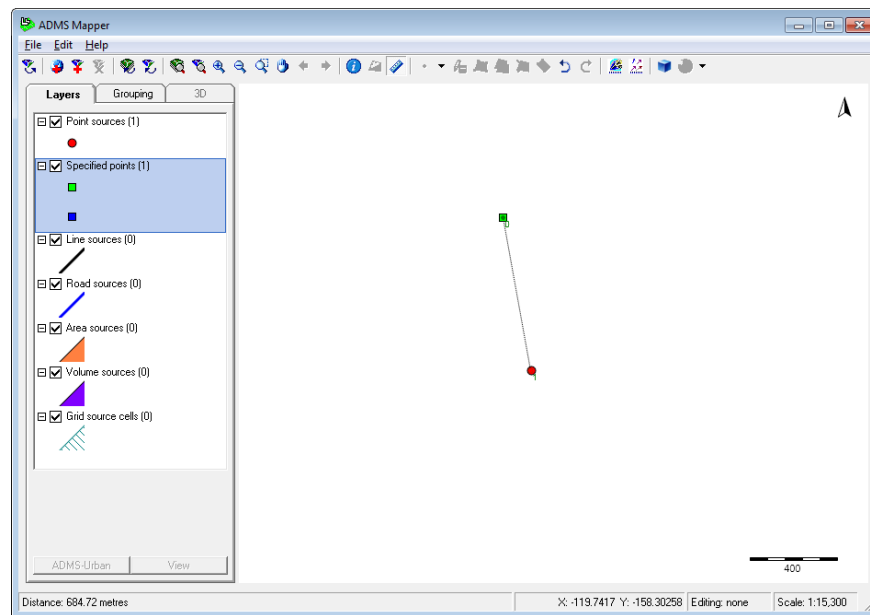 ADMS Mapper
File Edit Help
Layers Grouping 3D
Point sources (1)
Specified points (1)
Line sources (0)
Road sources (0)
Area sources (0)
Volume sources (0)
Grid source cells (0)
400
ADMS-Urban View
Distance: 684.72 metres X: -119.7417 Y: -158.30258 Editing: none Scale: 1:15,300